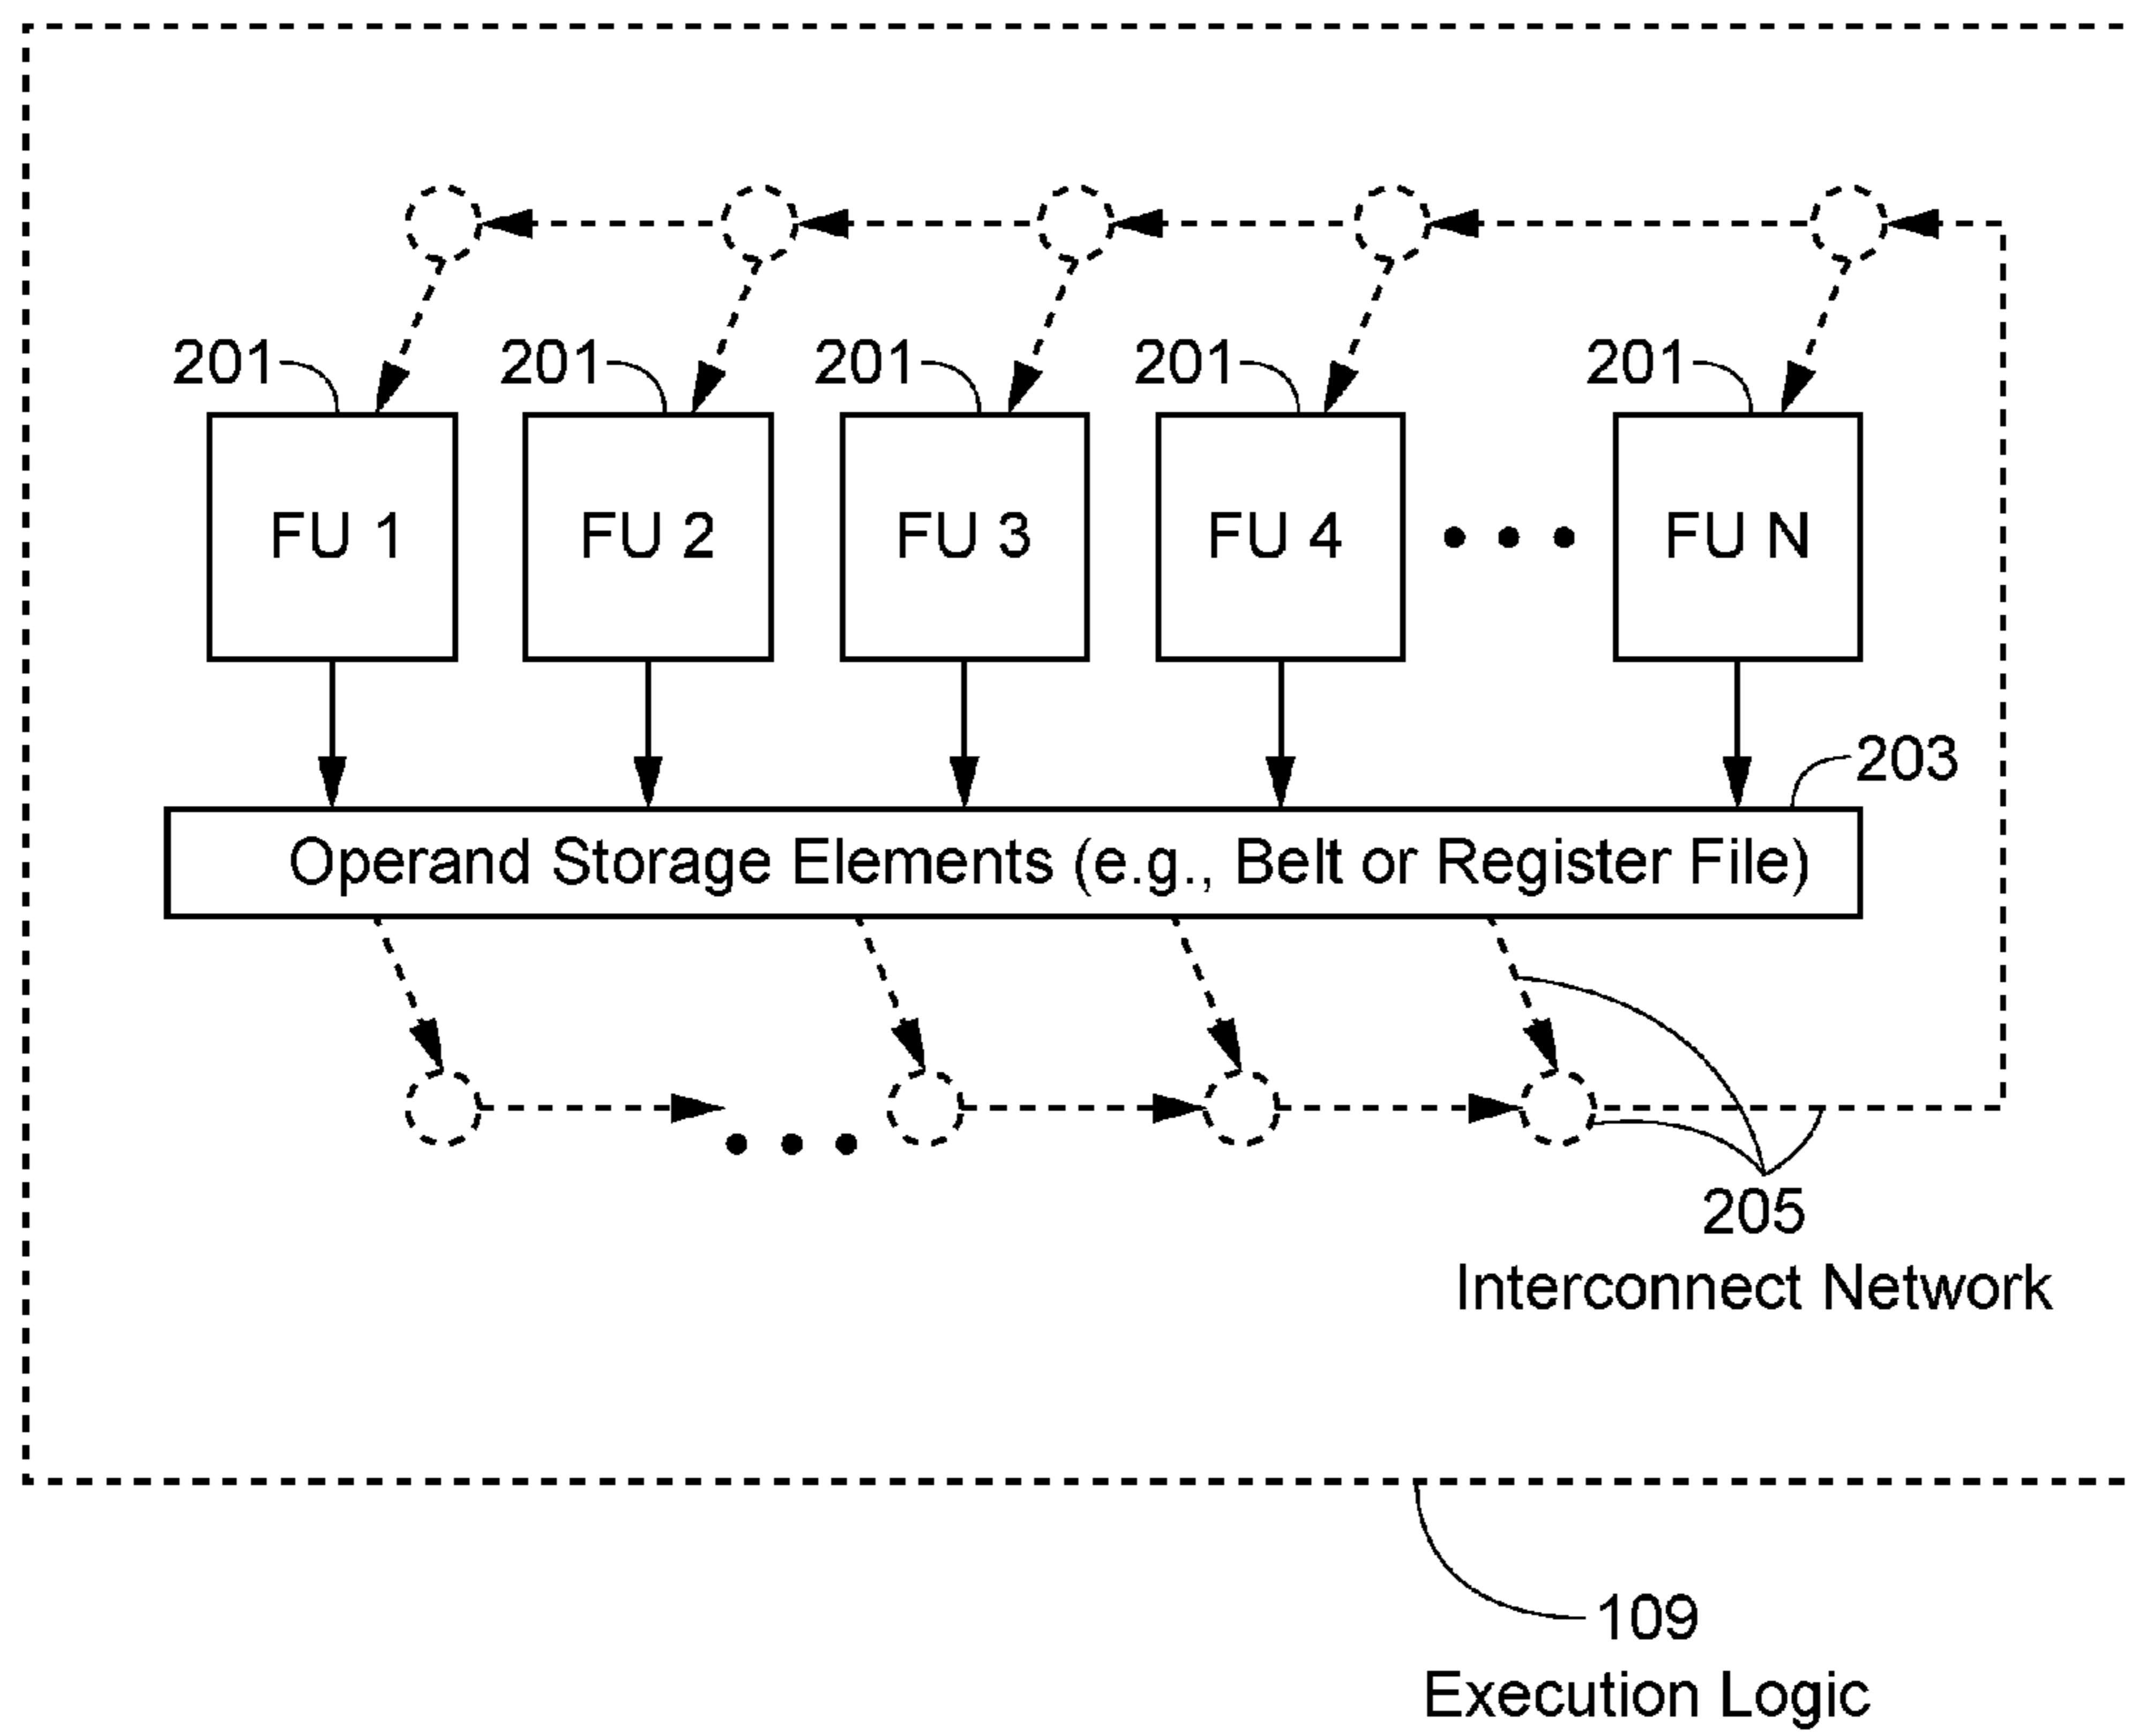 201 201 201 201 201
FU 1 FU 2 FU 3 FU 4 • • • FU N
203
Operand Storage Elements (e.g., Belt or Register File)
• • •
205
Interconnect Network
109
Execution Logic